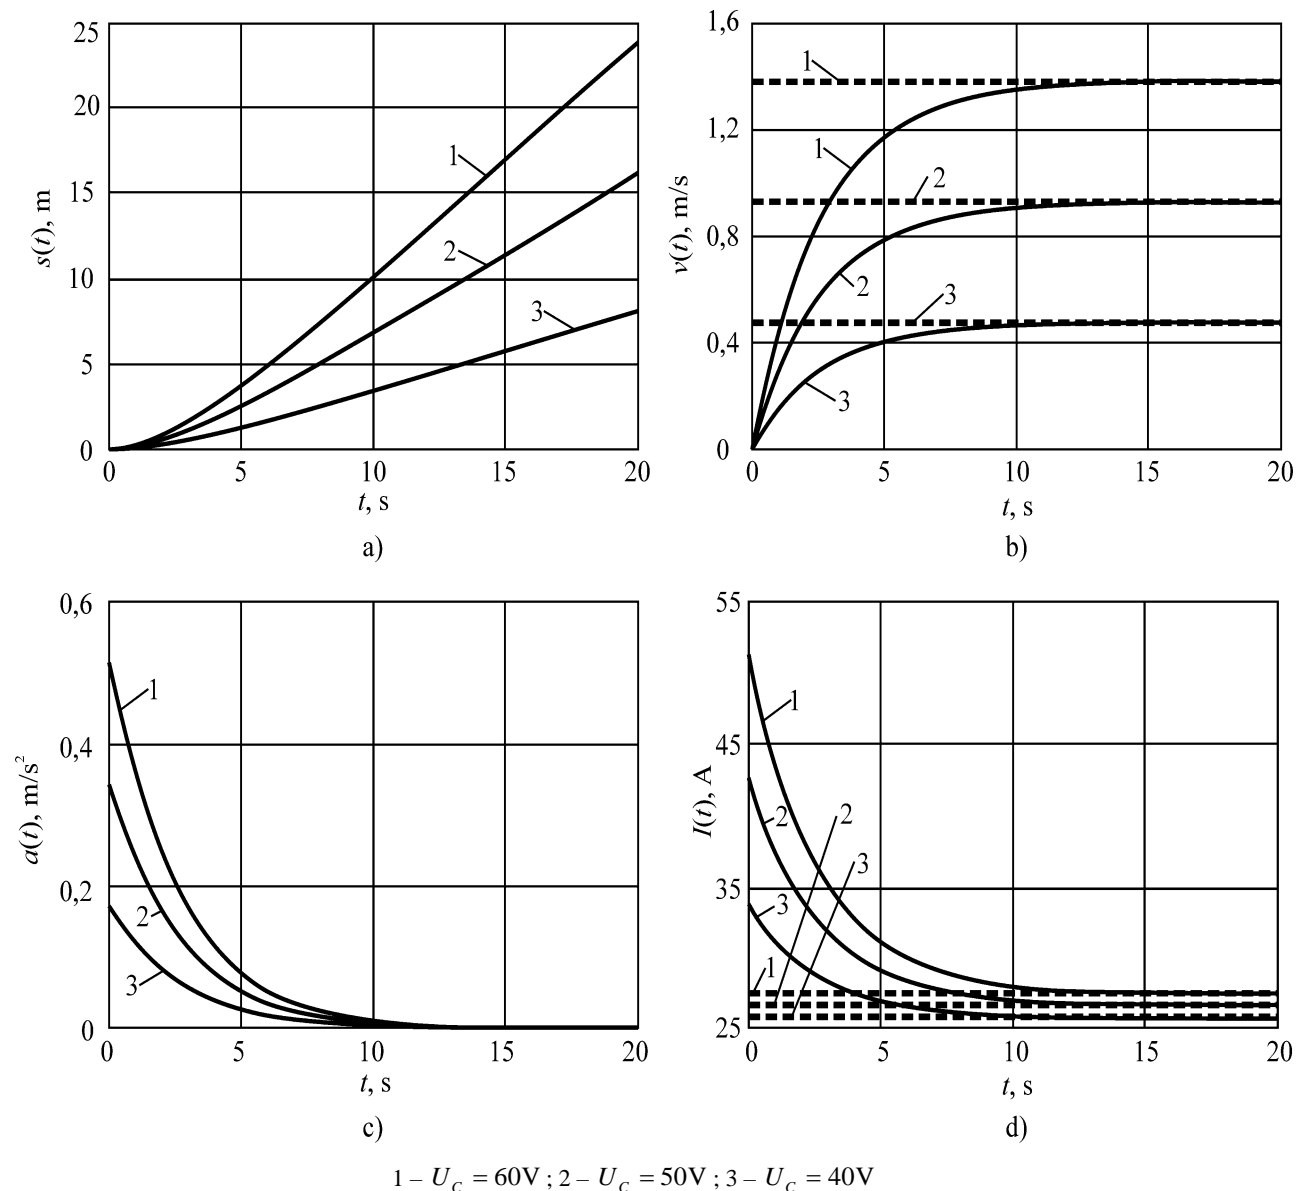 25
20
15
10
5
0
s(t), m
1
2
3
0 5 10 15 20
t, s
a)
1,6
1,2
0,8
0,4
0
v(t), m/s
1
1
2
2
3
3
0 5 10 15 20
t, s
b)
0,6
0,4
0,2
0
a(t), m/s²
1
2
3
0 5 10 15 20
t, s
c)
55
45
35
25
I(t), A
1
2
2
3
3
1
0 5 10 15 20
t, s
d)
1 – U_C = 60V ; 2 – U_C = 50V ; 3 – U_C = 40V